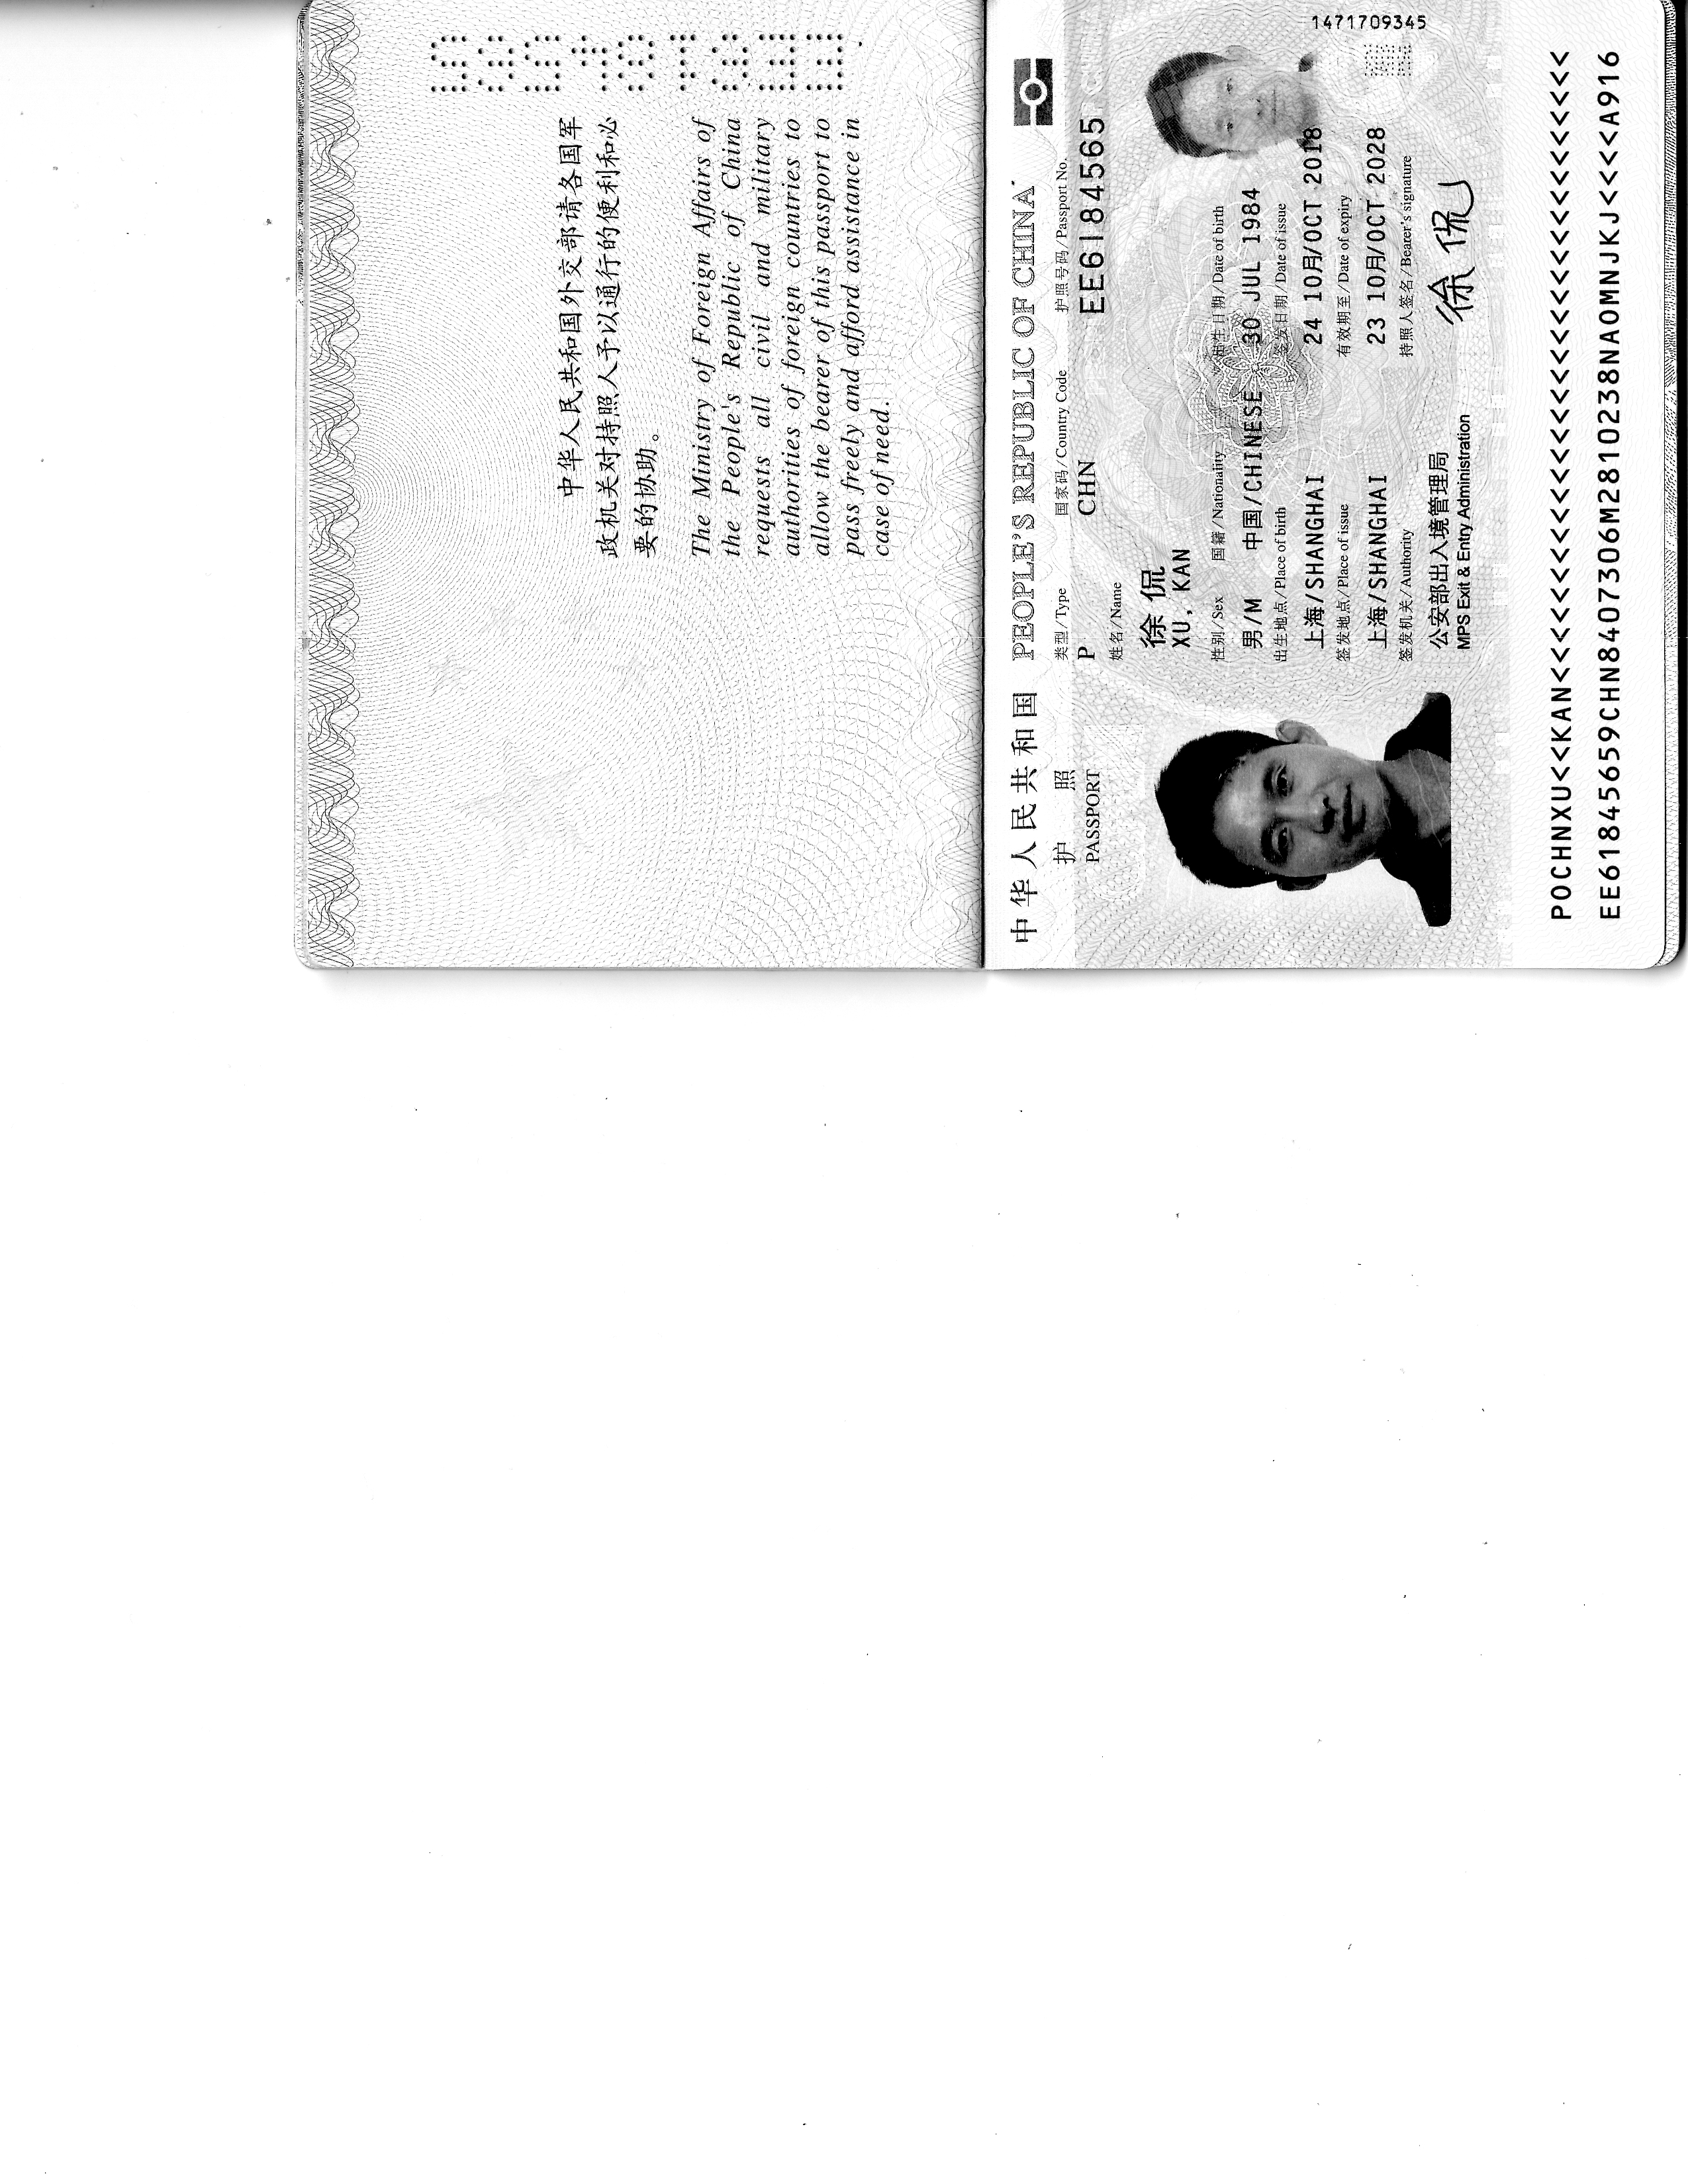 中华人民共和国外交部请各国军
政机关对持照人予以通行的便利和必
要的协助。
The Ministry of Foreign Affairs of
the People's Republic of China
requests all civil and military
authorities of foreign countries to
allow the bearer of this passport to
pass freely and afford assistance in
case of need.
中华人民共和国 PEOPLE'S REPUBLIC OF CHINA
护 照
PASSPORT
类型/Type 国家码/Country Code 护照号码/Passport No.
P CHN EE6184565
姓名/Name
徐侃
XU, KAN
性别/Sex 国籍/Nationality 出生日期/Date of birth
男/M 中国/CHINESE 30 JUL 1984
出生地点/Place of birth 签发日期/Date of issue
上海/SHANGHAI 24 10月/OCT 2018
签发地点/Place of issue 有效期至/Date of expiry
上海/SHANGHAI 23 10月/OCT 2028
签发机关/Authority 持照人签名/Bearer's signature
公安部出入境管理局
MPS Exit & Entry Administration
徐侃
1471709345
POCHNXU<<KAN<<<<<<<<<<<<<<<<<<<<<<<<<<<<<<<<
EE61845659CHN8407306M2810238NAOMNJKJ<<<<A916